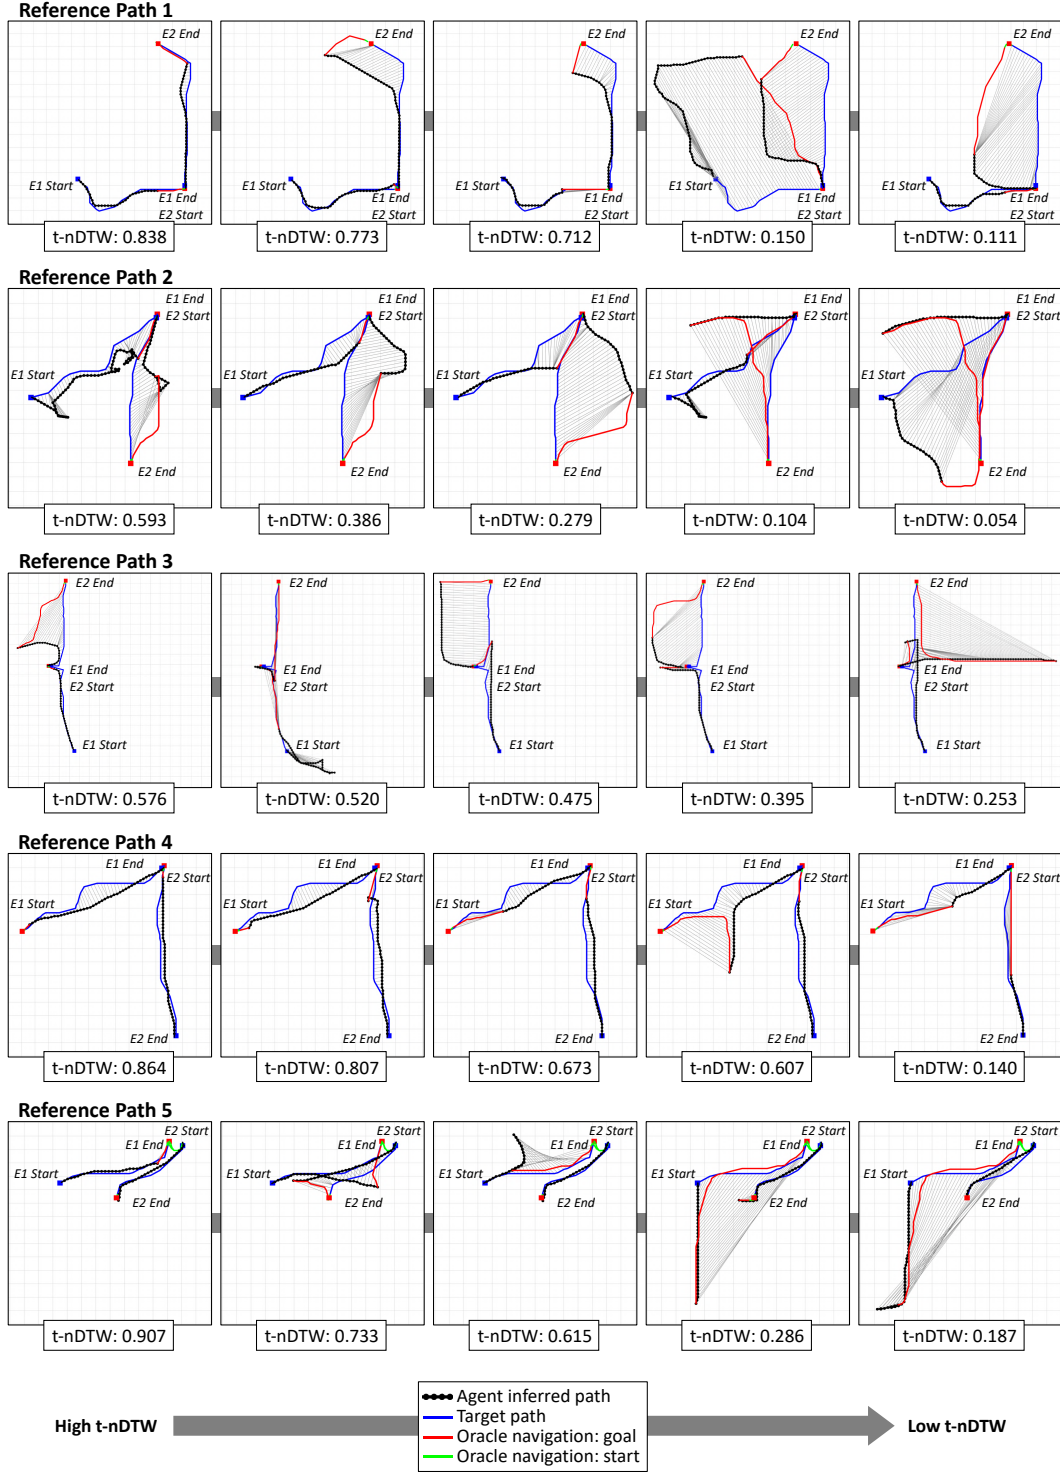 Reference Path 1
E2 End
E2 End
E2 End
E2 End
E2 End
E1 Start
E1 Start
E1 Start
E1 Start
E1 Start
E1 End
E1 End
E1 End
E1 End
E1 End
E2 Start
E2 Start
E2 Start
E2 Start
E2 Start
t-nDTW: 0.838
t-nDTW: 0.773
t-nDTW: 0.712
t-nDTW: 0.150
t-nDTW: 0.111
Reference Path 2
E1 End
E1 End
E1 End
E1 End
E1 End
E2 Start
E2 Start
E2 Start
E2 Start
E2 Start
E1 Start
E1 Start
E1 Start
E1 Start
E1 Start
E2 End
E2 End
E2 End
E2 End
E2 End
t-nDTW: 0.593
t-nDTW: 0.386
t-nDTW: 0.279
t-nDTW: 0.104
t-nDTW: 0.054
Reference Path 3
E2 End
E2 End
E2 End
E2 End
E2 End
E1 End
E1 End
E1 End
E1 End
E1 End
E2 Start
E2 Start
E2 Start
E2 Start
E2 Start
E1 Start
E1 Start
E1 Start
E1 Start
E1 Start
t-nDTW: 0.576
t-nDTW: 0.520
t-nDTW: 0.475
t-nDTW: 0.395
t-nDTW: 0.253
Reference Path 4
E1 End
E1 End
E1 End
E1 End
E1 End
E2 Start
E2 Start
E2 Start
E2 Start
E2 Start
E1 Start
E1 Start
E1 Start
E1 Start
E1 Start
E2 End
E2 End
E2 End
E2 End
E2 End
t-nDTW: 0.864
t-nDTW: 0.807
t-nDTW: 0.673
t-nDTW: 0.607
t-nDTW: 0.140
Reference Path 5
E2 Start
E2 Start
E2 Start
E2 Start
E2 Start
E1 End
E1 End
E1 End
E1 End
E1 End
E1 Start
E1 Start
E1 Start
E1 Start
E1 Start
E2 End
E2 End
E2 End
E2 End
E2 End
t-nDTW: 0.907
t-nDTW: 0.733
t-nDTW: 0.615
t-nDTW: 0.286
t-nDTW: 0.187
High t-nDTW
Agent inferred path
Target path
Oracle navigation: goal
Oracle navigation: start
Low t-nDTW